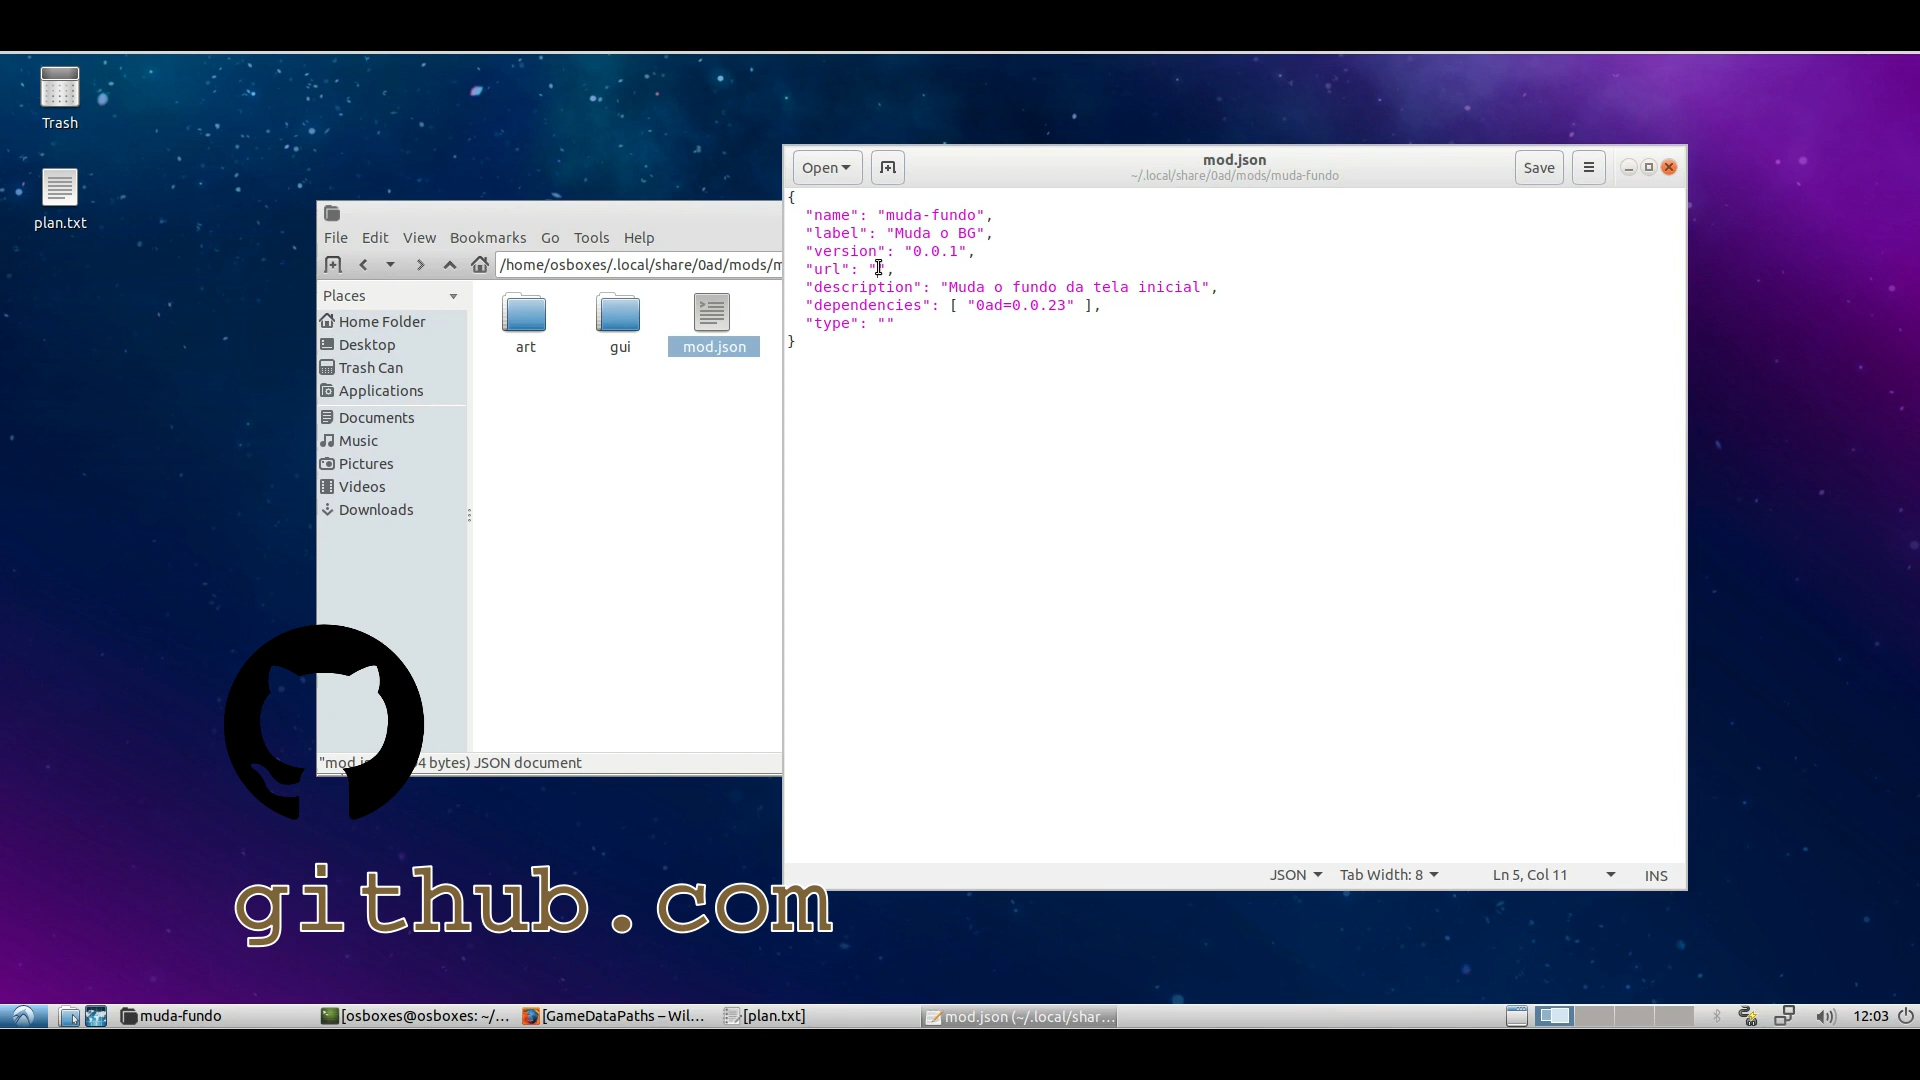 Trash
plan.txt
File Edit View Bookmarks Go Tools Help
/home/osboxes/.local/share/0ad/mods/m
Places
Home Folder
Desktop
Trash Can
Applications
Documents
Music
Pictures
Videos
Downloads
art
gui
mod.json
4 bytes) JSON document
Open
mod.json
~/.local/share/0ad/mods/muda-fundo
Save
{
"name": "muda-fundo",
"label": "Muda o BG",
"version": "0.0.1",
"url": "",
"description": "Muda o fundo da tela inicial",
"dependencies": [ "0ad=0.0.23" ],
"type": ""
}
JSON Tab Width: 8 Ln 5, Col 11 INS
github.com
muda-fundo
[osboxes@osboxes: ~/...
[GameDataPaths – Wil...
[plan.txt]
mod.json (~/.local/shar...
12:03